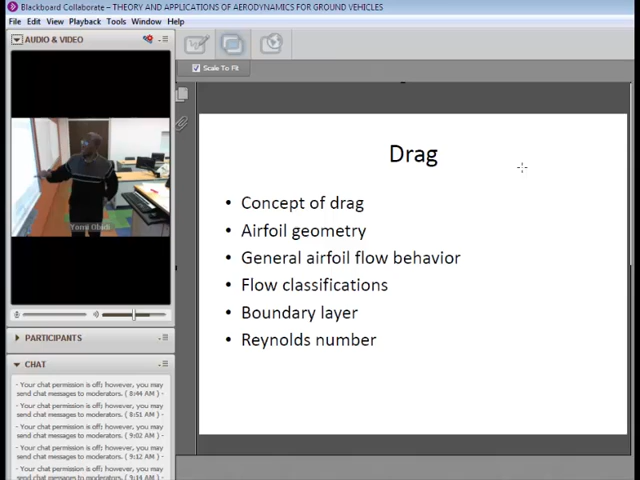 Blackboard Collaborate – THEORY AND APPLICATIONS OF AERODYNAMICS FOR GROUND VEHICLES
File Edit View Playback Tools Window Help
AUDIO & VIDEO
Scale To Fit
Drag
• Concept of drag
• Airfoil geometry
• General airfoil flow behavior
• Flow classifications
• Boundary layer
• Reynolds number
PARTICIPANTS
CHAT
- Your chat permission is off; however, you may
send chat messages to moderators. ( 8:44 AM ) -
- Your chat permission is off; however, you may
send chat messages to moderators. ( 8:51 AM ) -
- Your chat permission is off; however, you may
send chat messages to moderators. ( 9:02 AM ) -
- Your chat permission is off; however, you may
send chat messages to moderators. ( 9:12 AM ) -
- Your chat permission is off; however, you may
send chat messages to moderators. ( 9:14 AM ) -